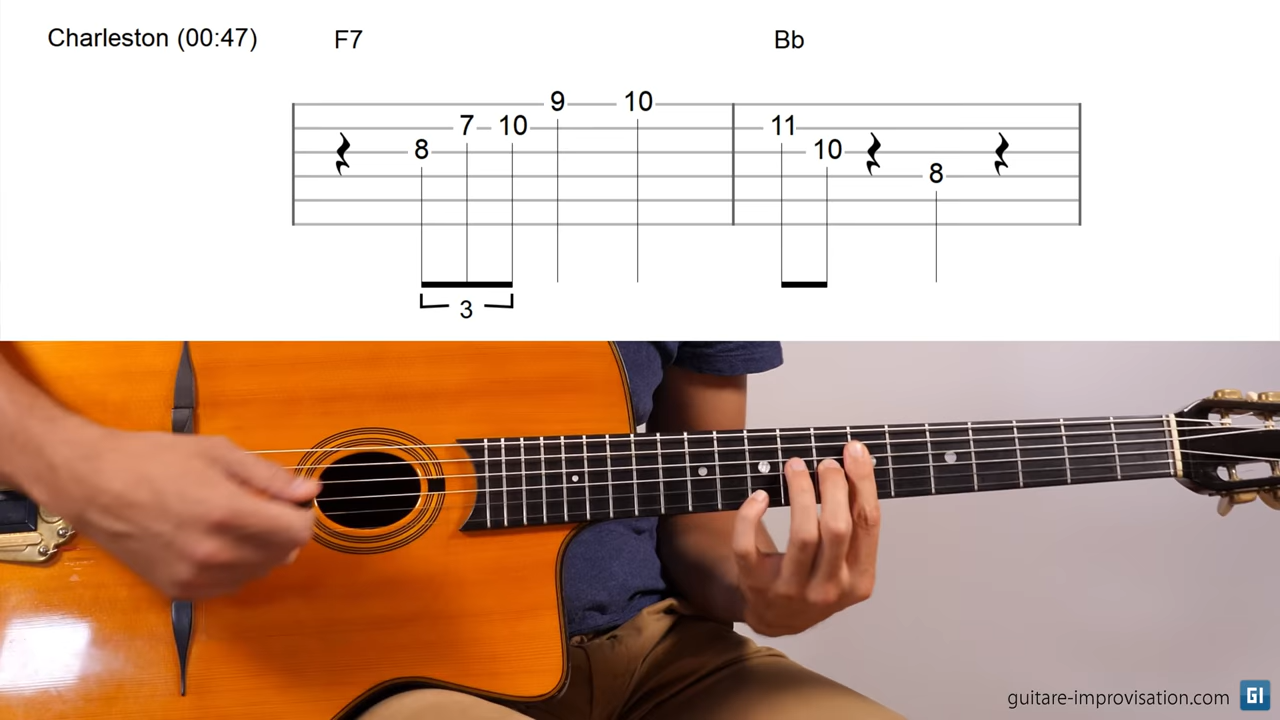 Charleston (00:47) F7 Bb
9 10
7 10 11
8 10
8
3
guitare-improvisation.com GI